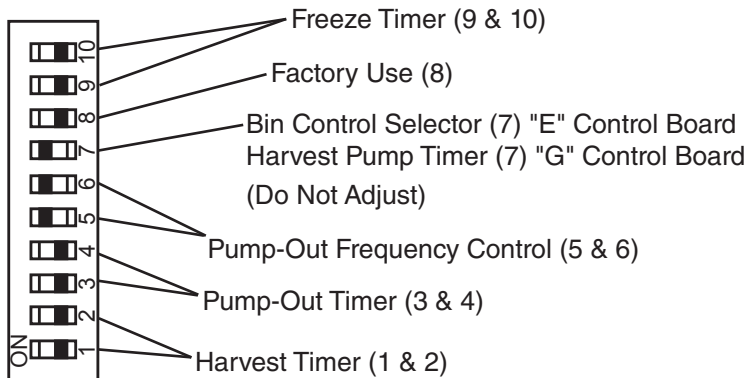 Freeze Timer (9 & 10)
Factory Use (8)
Bin Control Selector (7) "E" Control Board
Harvest Pump Timer (7) "G" Control Board
(Do Not Adjust)
Pump-Out Frequency Control (5 & 6)
Pump-Out Timer (3 & 4)
Harvest Timer (1 & 2)
10
9
8
7
6
5
4
3
2
1
ON